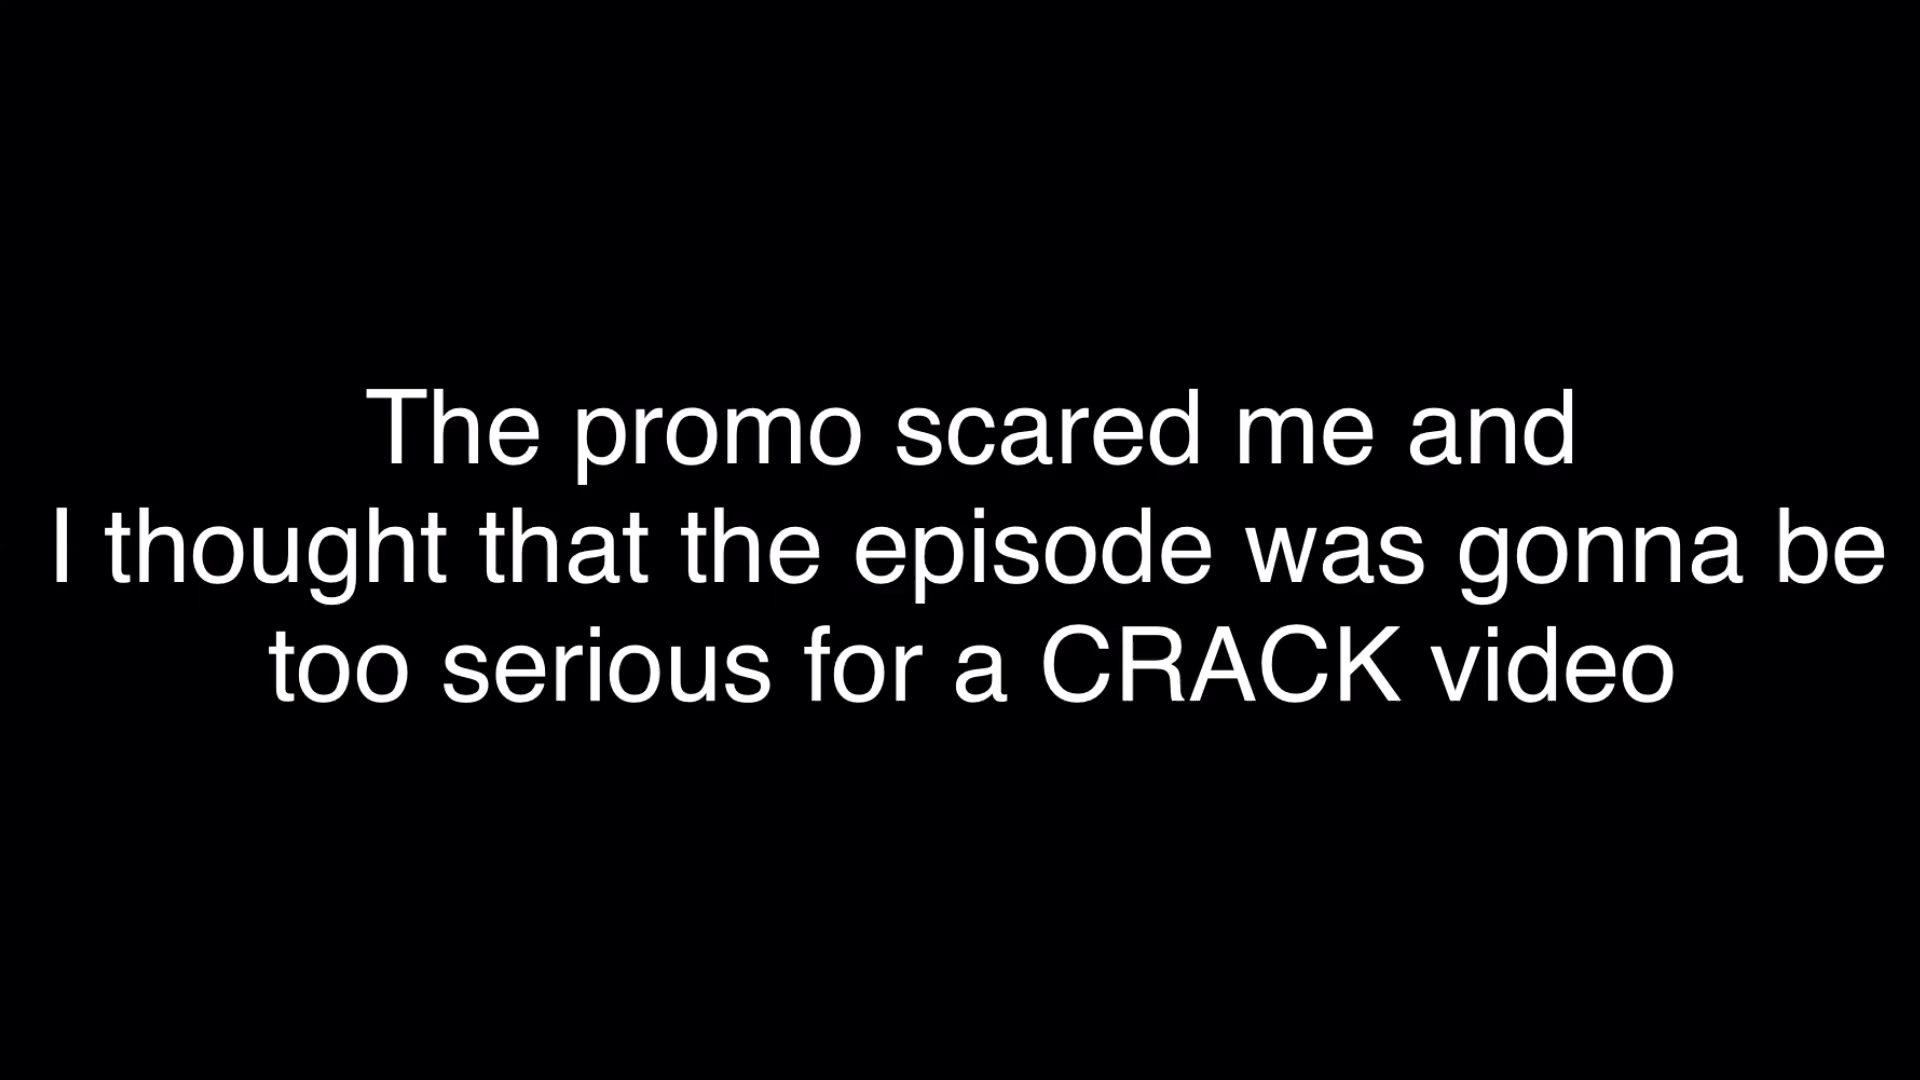 The promo scared me and
I thought that the episode was gonna be
too serious for a CRACK video